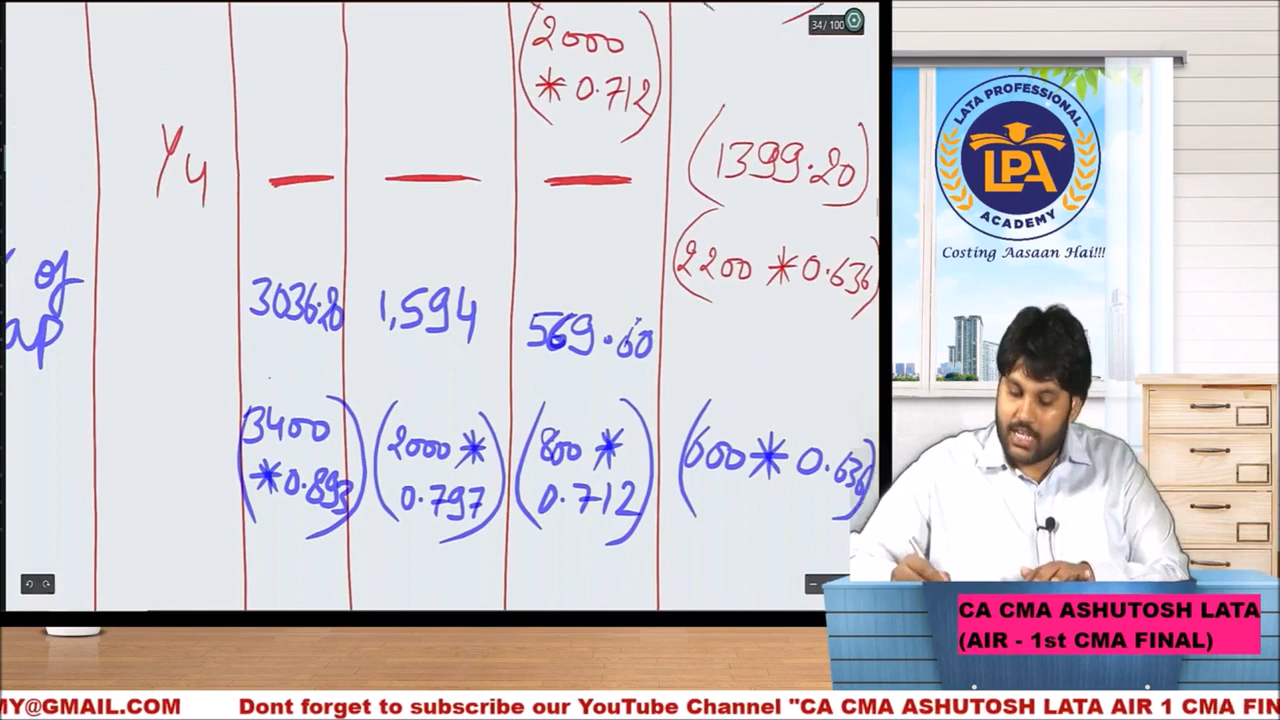 34/100
(2000
* 0.712)
Y4
(1399.20)
(2200 * 0.636)
of
3036.20 1,594 569.60
(3400
* 0.893)
(2000 *
0.797)
(800 *
0.712)
(600 * 0.636)
LATA PROFESSIONAL
LPA
ACADEMY
Costing Aasaan Hai!!!
CA CMA ASHUTOSH LATA
(AIR - 1st CMA FINAL)
MY@GMAIL.COM Dont forget to subscribe our YouTube Channel "CA CMA ASHUTOSH LATA AIR 1 CMA FIN